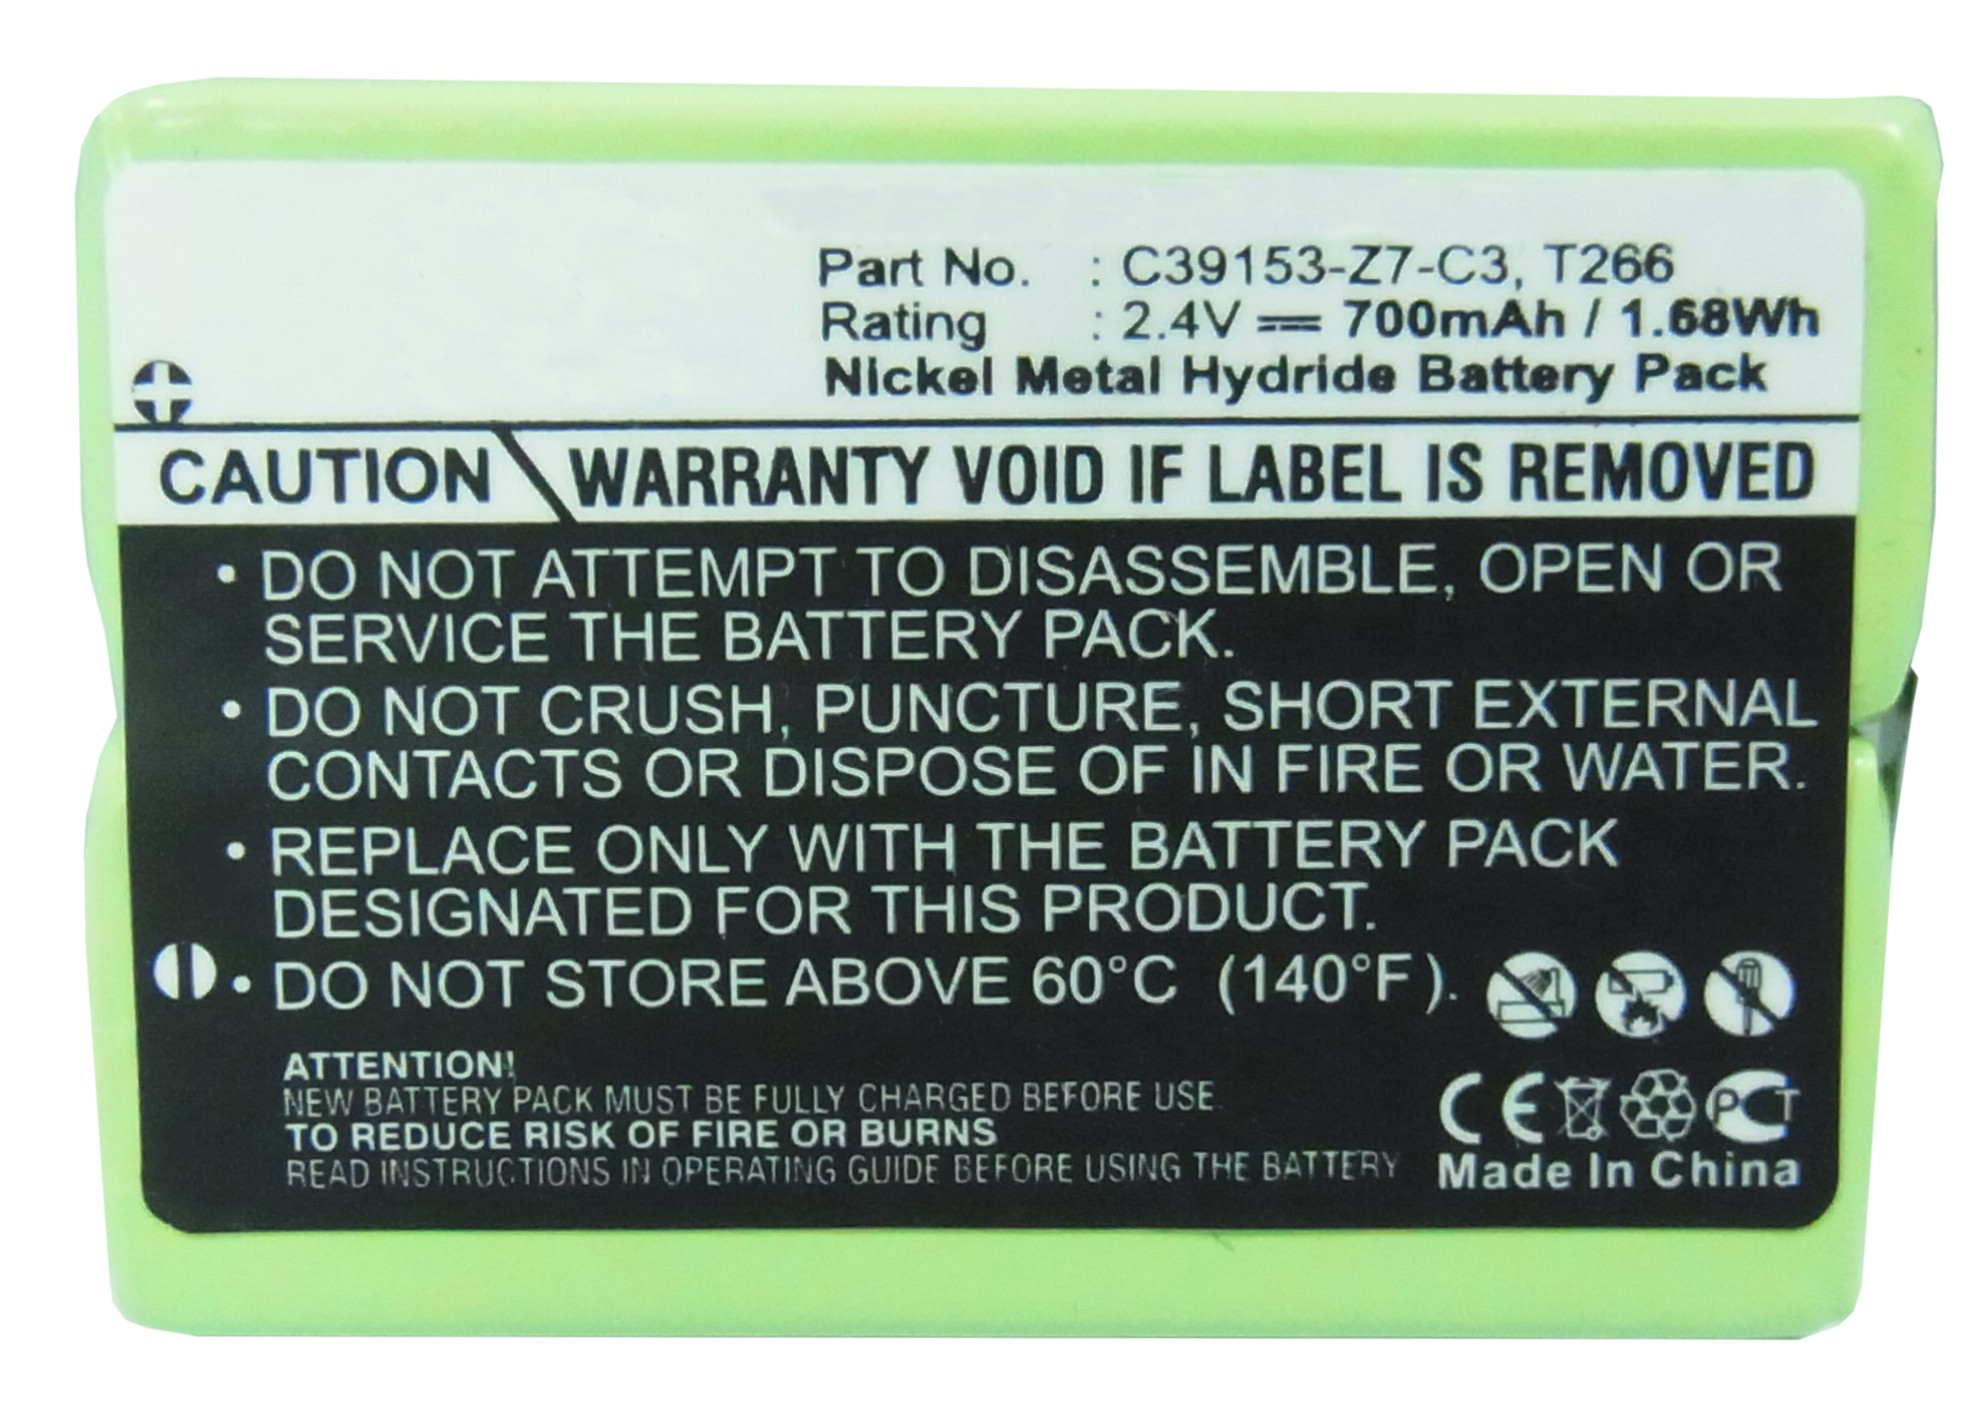 Part No. : C39153-Z7-C3, T266
Rating : 2.4V 700mAh / 1.68Wh
Nickel Metal Hydride Battery Pack
CAUTION WARRANTY VOID IF LABEL IS REMOVED
• DO NOT ATTEMPT TO DISASSEMBLE, OPEN OR
SERVICE THE BATTERY PACK.
• DO NOT CRUSH, PUNCTURE, SHORT EXTERNAL
CONTACTS OR DISPOSE OF IN FIRE OR WATER.
• REPLACE ONLY WITH THE BATTERY PACK
DESIGNATED FOR THIS PRODUCT.
• DO NOT STORE ABOVE 60°C (140°F).
ATTENTION!
NEW BATTERY PACK MUST BE FULLY CHARGED BEFORE USE.
TO REDUCE RISK OF FIRE OR BURNS
READ INSTRUCTIONS IN OPERATING GUIDE BEFORE USING THE BATTERY
CE PCT
Made In China